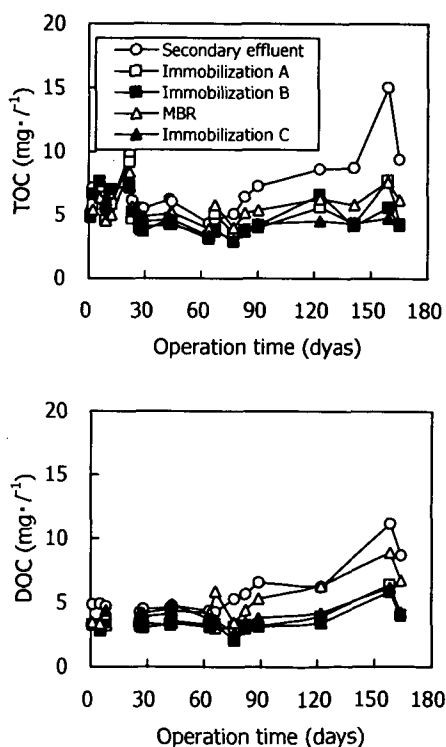 20
15
10
5
0
TOC (mg・l⁻¹)
Secondary effluent
Immobilization A
Immobilization B
MBR
Immobilization C
0 30 60 90 120 150 180
Operation time (dyas)
20
15
10
5
0
DOC (mg・l⁻¹)
0 30 60 90 120 150 180
Operation time (days)